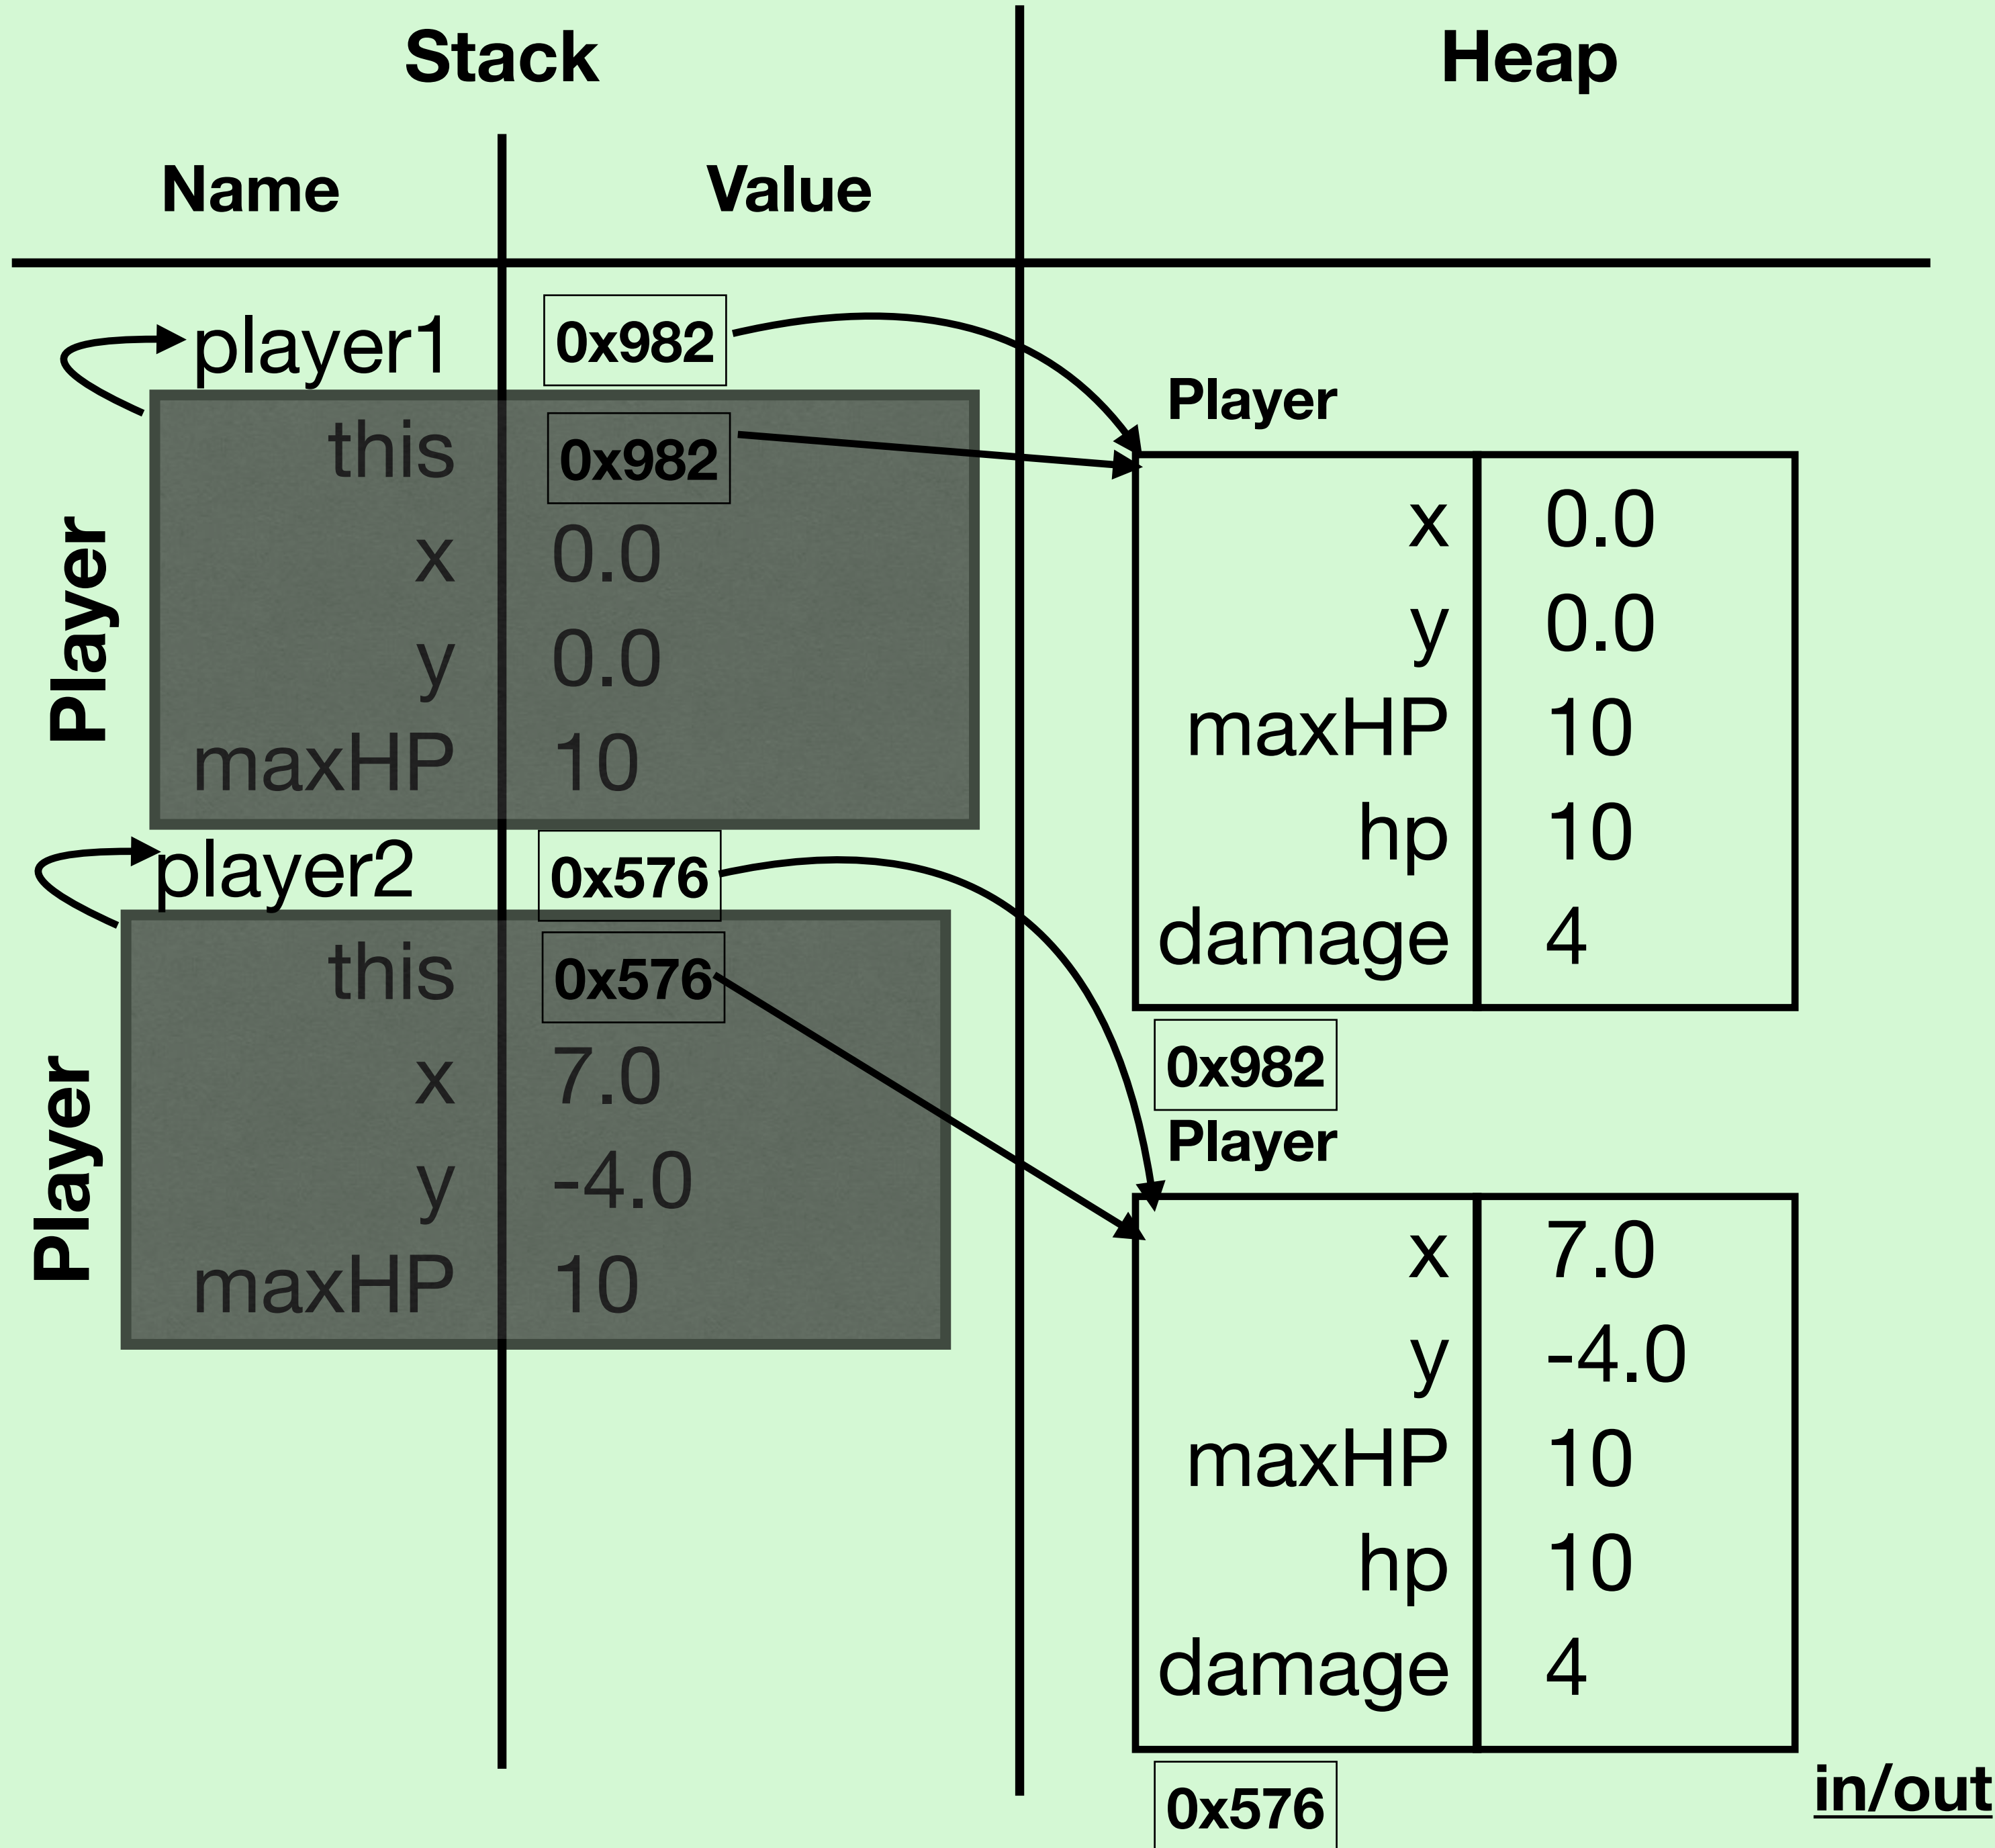 Stack
Heap
Name
Value
player1
0x982
Player
this
0x982
x
0.0
y
0.0
maxHP
10
player2
0x576
Player
this
0x576
x
7.0
y
-4.0
maxHP
10
Player
x
0.0
y
0.0
maxHP
10
hp
10
damage
4
0x982
Player
x
7.0
y
-4.0
maxHP
10
hp
10
damage
4
0x576
in/out